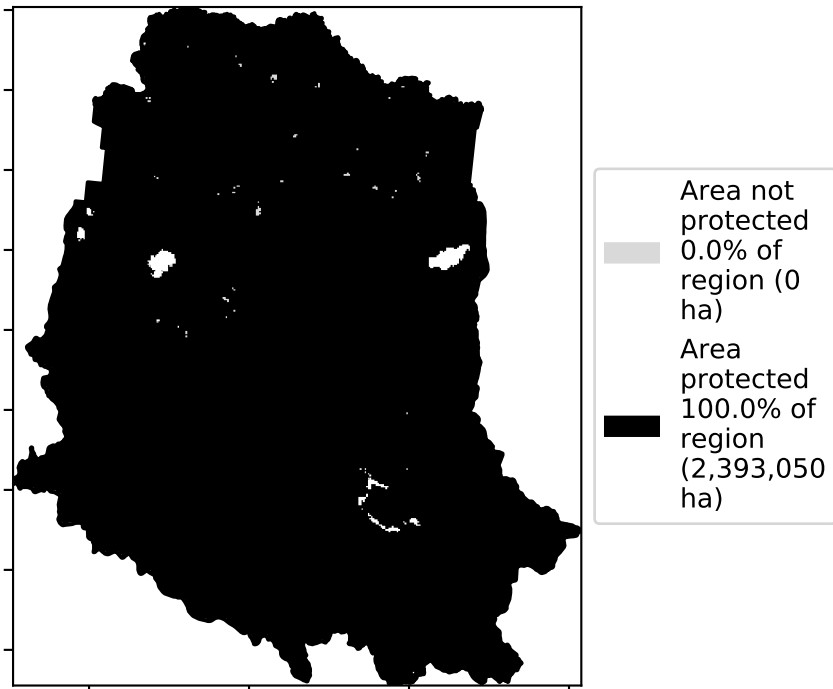 Area not
protected
0.0% of
region (0
ha)
Area
protected
100.0% of
region
(2,393,050
ha)